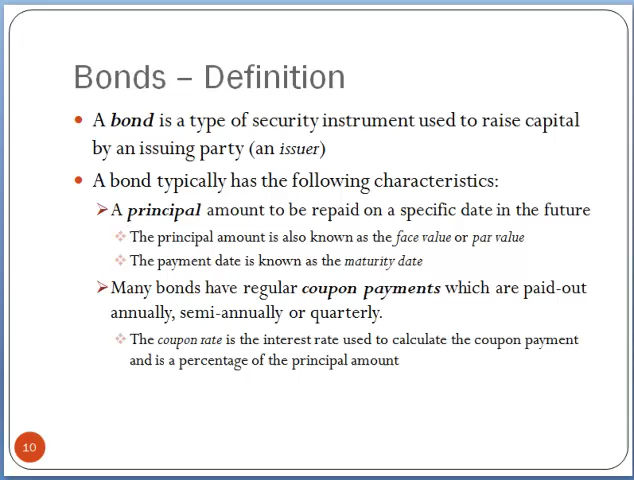 Bonds – Definition
A bond is a type of security instrument used to raise capital
by an issuing party (an issuer)
A bond typically has the following characteristics:
A principal amount to be repaid on a specific date in the future
The principal amount is also known as the face value or par value
The payment date is known as the maturity date
Many bonds have regular coupon payments which are paid-out
annually, semi-annually or quarterly.
The coupon rate is the interest rate used to calculate the coupon payment
and is a percentage of the principal amount
10